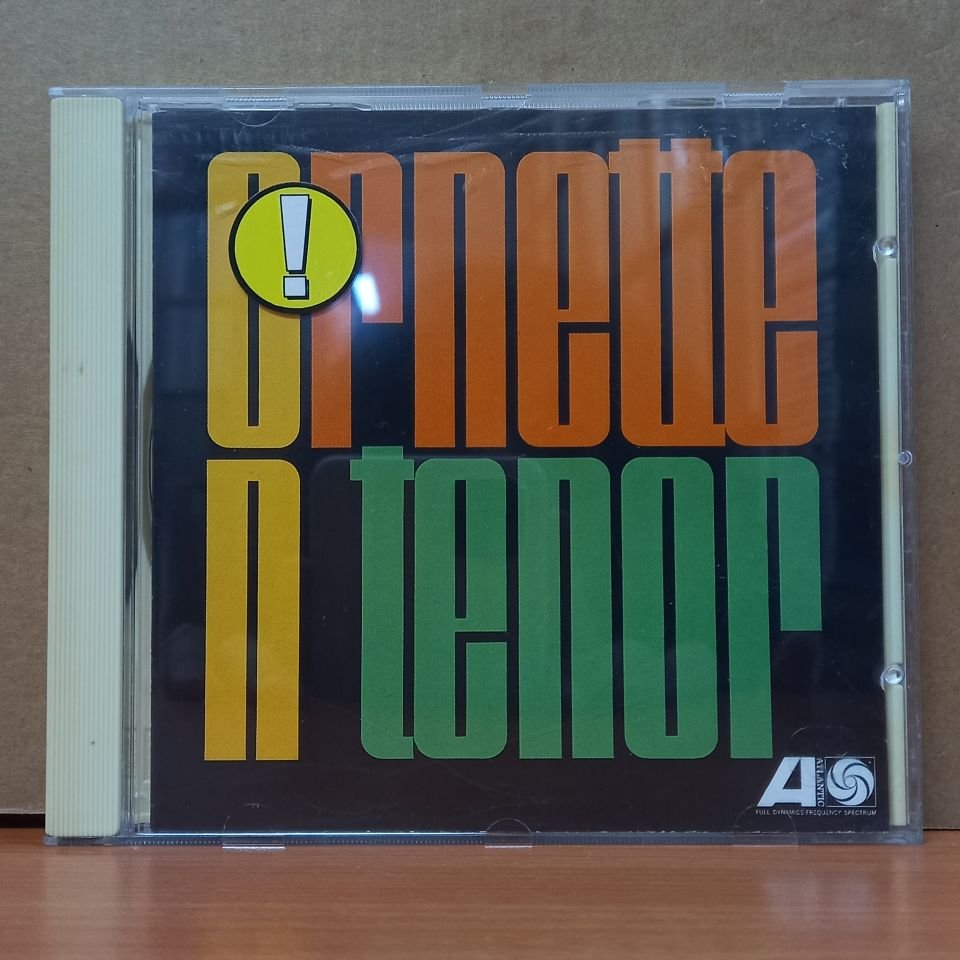 ornette
n tenor
!
A ATLANTIC
FULL DYNAMICS FREQUENCY SPECTRUM